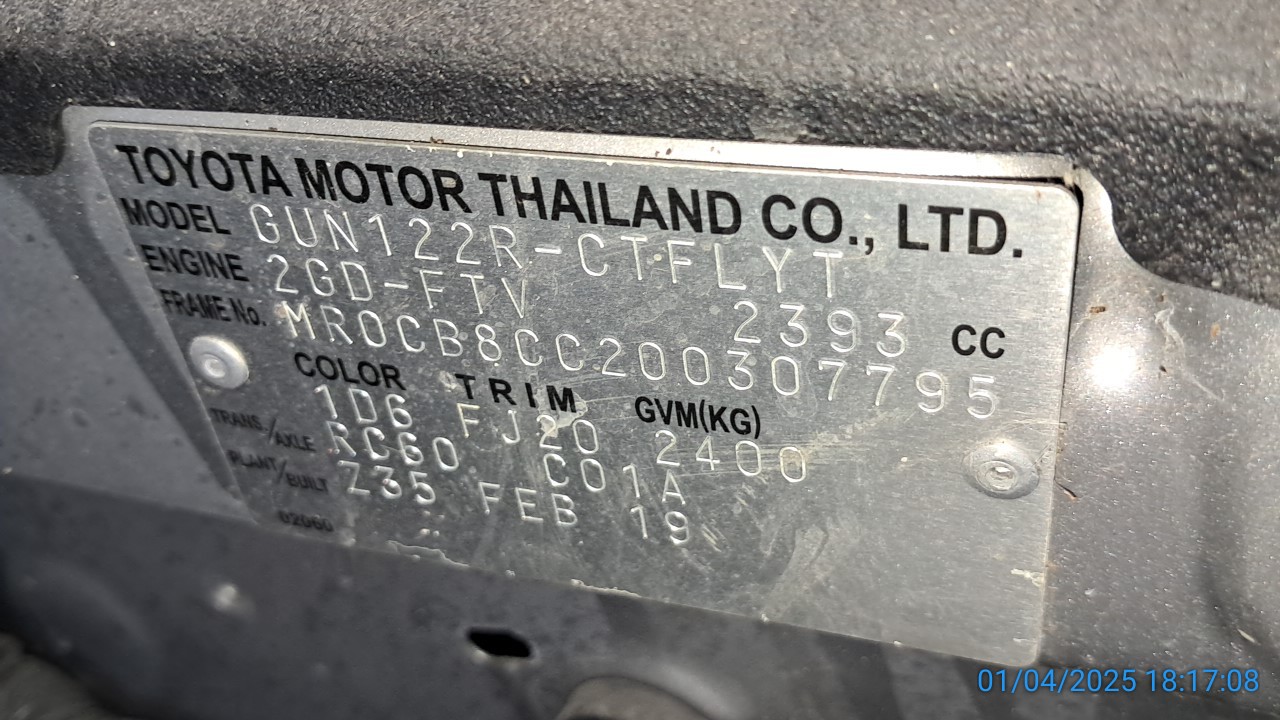 TOYOTA MOTOR THAILAND CO., LTD.
MODEL GUN122R-CTFLYT
ENGINE 2GD-FTV 2393 CC
FRAME No. MR0CB8CC200307795
COLOR TRIM GVM(KG)
1D6 FJ20 2400
TRANS./AXLE RC60 C01A
PLANT/BUILT Z35 FEB 19
02060
01/04/2025 18:17:08